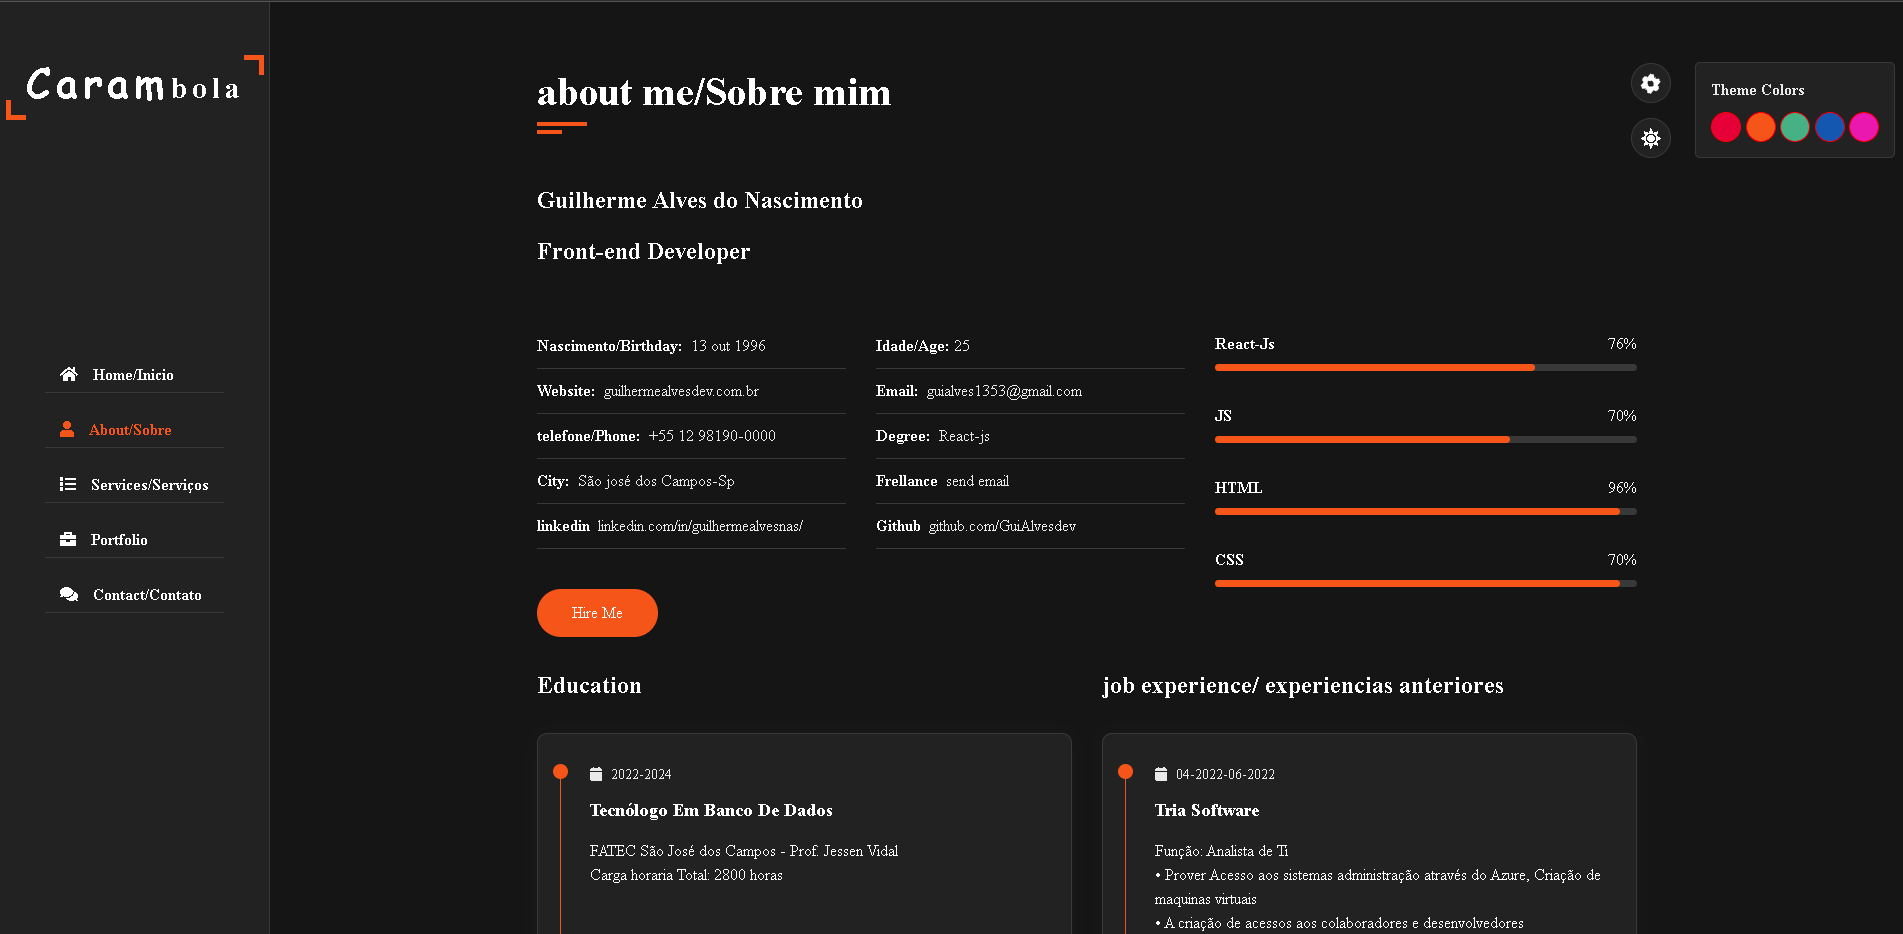 Carambola
Home/Inicio
About/Sobre
Services/Serviços
Portfolio
Contact/Contato
about me/Sobre mim
Theme Colors
Guilherme Alves do Nascimento
Front-end Developer
Nascimento/Birthday: 13 out 1996
Idade/Age: 25
Website: guilhermealvesdev.com.br
Email: guialves1353@gmail.com
telefone/Phone: +55 12 98190-0000
Degree: React-js
City: São josé dos Campos-Sp
Frellance send email
linkedin linkedin.com/in/guilhermealvesnas/
Github github.com/GuiAlvesdev
React-Js 76%
JS 70%
HTML 96%
CSS 70%
Hire Me
Education
2022-2024
Tecnólogo Em Banco De Dados
FATEC São José dos Campos - Prof. Jessen Vidal
Carga horaria Total: 2800 horas
job experience/ experiencias anteriores
04-2022-06-2022
Tria Software
Função: Analista de Ti
• Prover Acesso aos sistemas administração através do Azure, Criação de
maquinas virtuais
• A criação de acessos aos colaboradores e desenvolvedores